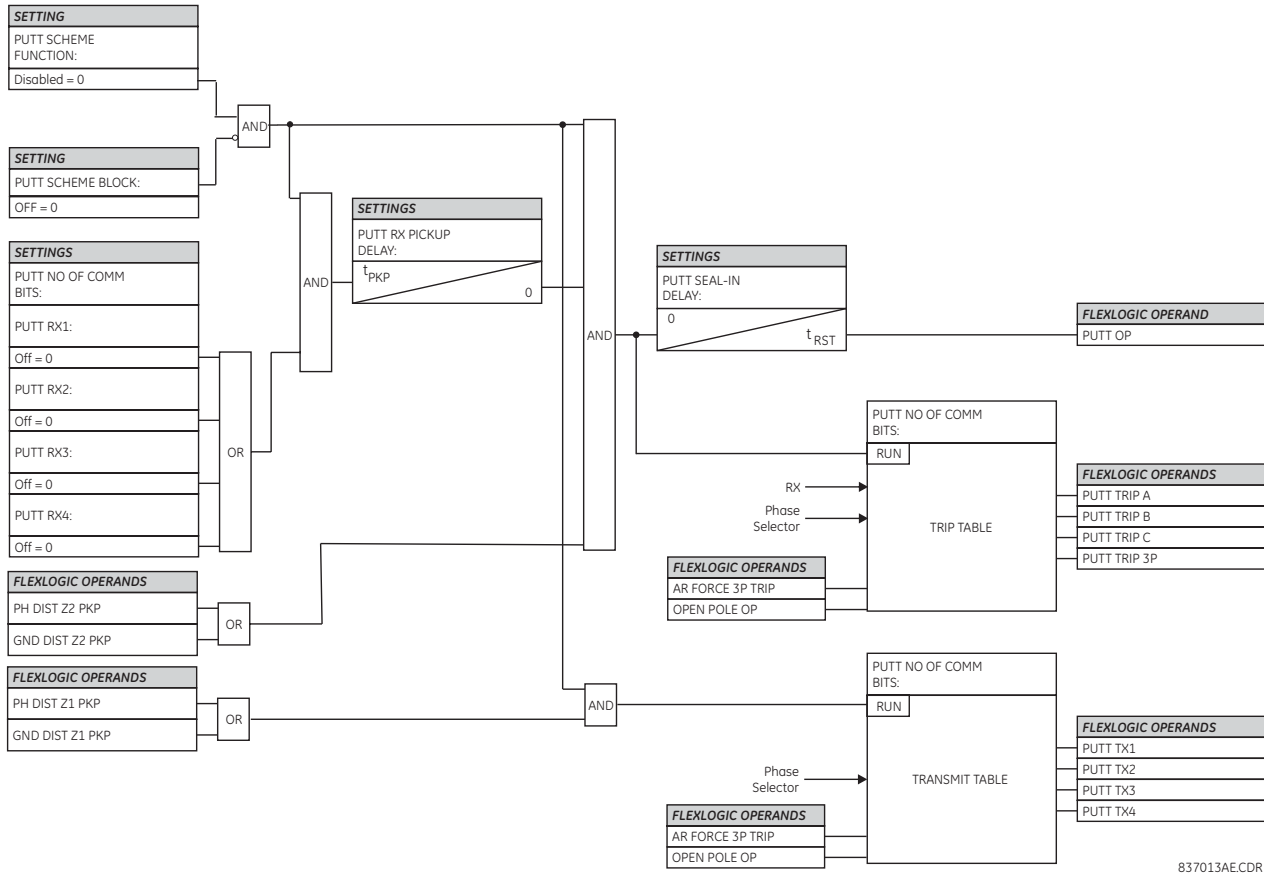 SETTING
PUTT SCHEME
FUNCTION:
Disabled = 0
AND
SETTING
PUTT SCHEME BLOCK:
OFF = 0
SETTINGS
PUTT NO OF COMM
BITS:
PUTT RX1:
Off = 0
PUTT RX2:
Off = 0
PUTT RX3:
Off = 0
PUTT RX4:
Off = 0
OR
AND
SETTINGS
PUTT RX PICKUP
DELAY:
tPKP
0
AND
SETTINGS
PUTT SEAL-IN
DELAY:
0
tRST
FLEXLOGIC OPERAND
PUTT OP
PUTT NO OF COMM
BITS:
RUN
RX
Phase
Selector
TRIP TABLE
FLEXLOGIC OPERANDS
AR FORCE 3P TRIP
OPEN POLE OP
FLEXLOGIC OPERANDS
PUTT TRIP A
PUTT TRIP B
PUTT TRIP C
PUTT TRIP 3P
FLEXLOGIC OPERANDS
PH DIST Z2 PKP
GND DIST Z2 PKP
OR
FLEXLOGIC OPERANDS
PH DIST Z1 PKP
GND DIST Z1 PKP
OR
AND
PUTT NO OF COMM
BITS:
RUN
Phase
Selector
TRANSMIT TABLE
FLEXLOGIC OPERANDS
AR FORCE 3P TRIP
OPEN POLE OP
FLEXLOGIC OPERANDS
PUTT TX1
PUTT TX2
PUTT TX3
PUTT TX4
837013AE.CDR